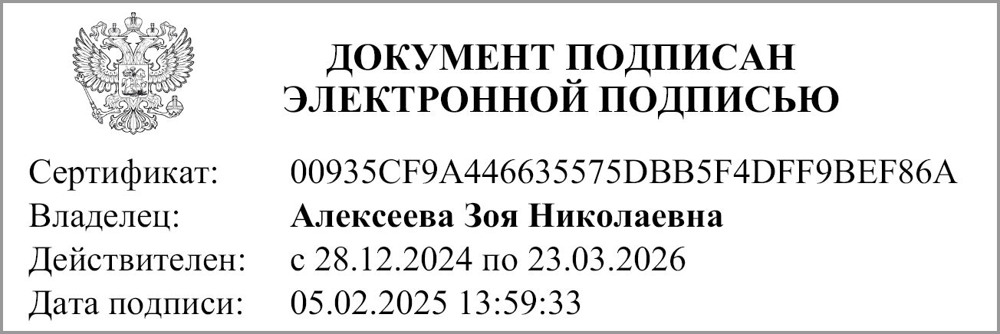 ДОКУМЕНТ ПОДПИСАН
ЭЛЕКТРОННОЙ ПОДПИСЬЮ
Сертификат: 00935CF9A446635575DBB5F4DFF9BEF86A
Владелец: Алексеева Зоя Николаевна
Действителен: с 28.12.2024 по 23.03.2026
Дата подписи: 05.02.2025 13:59:33